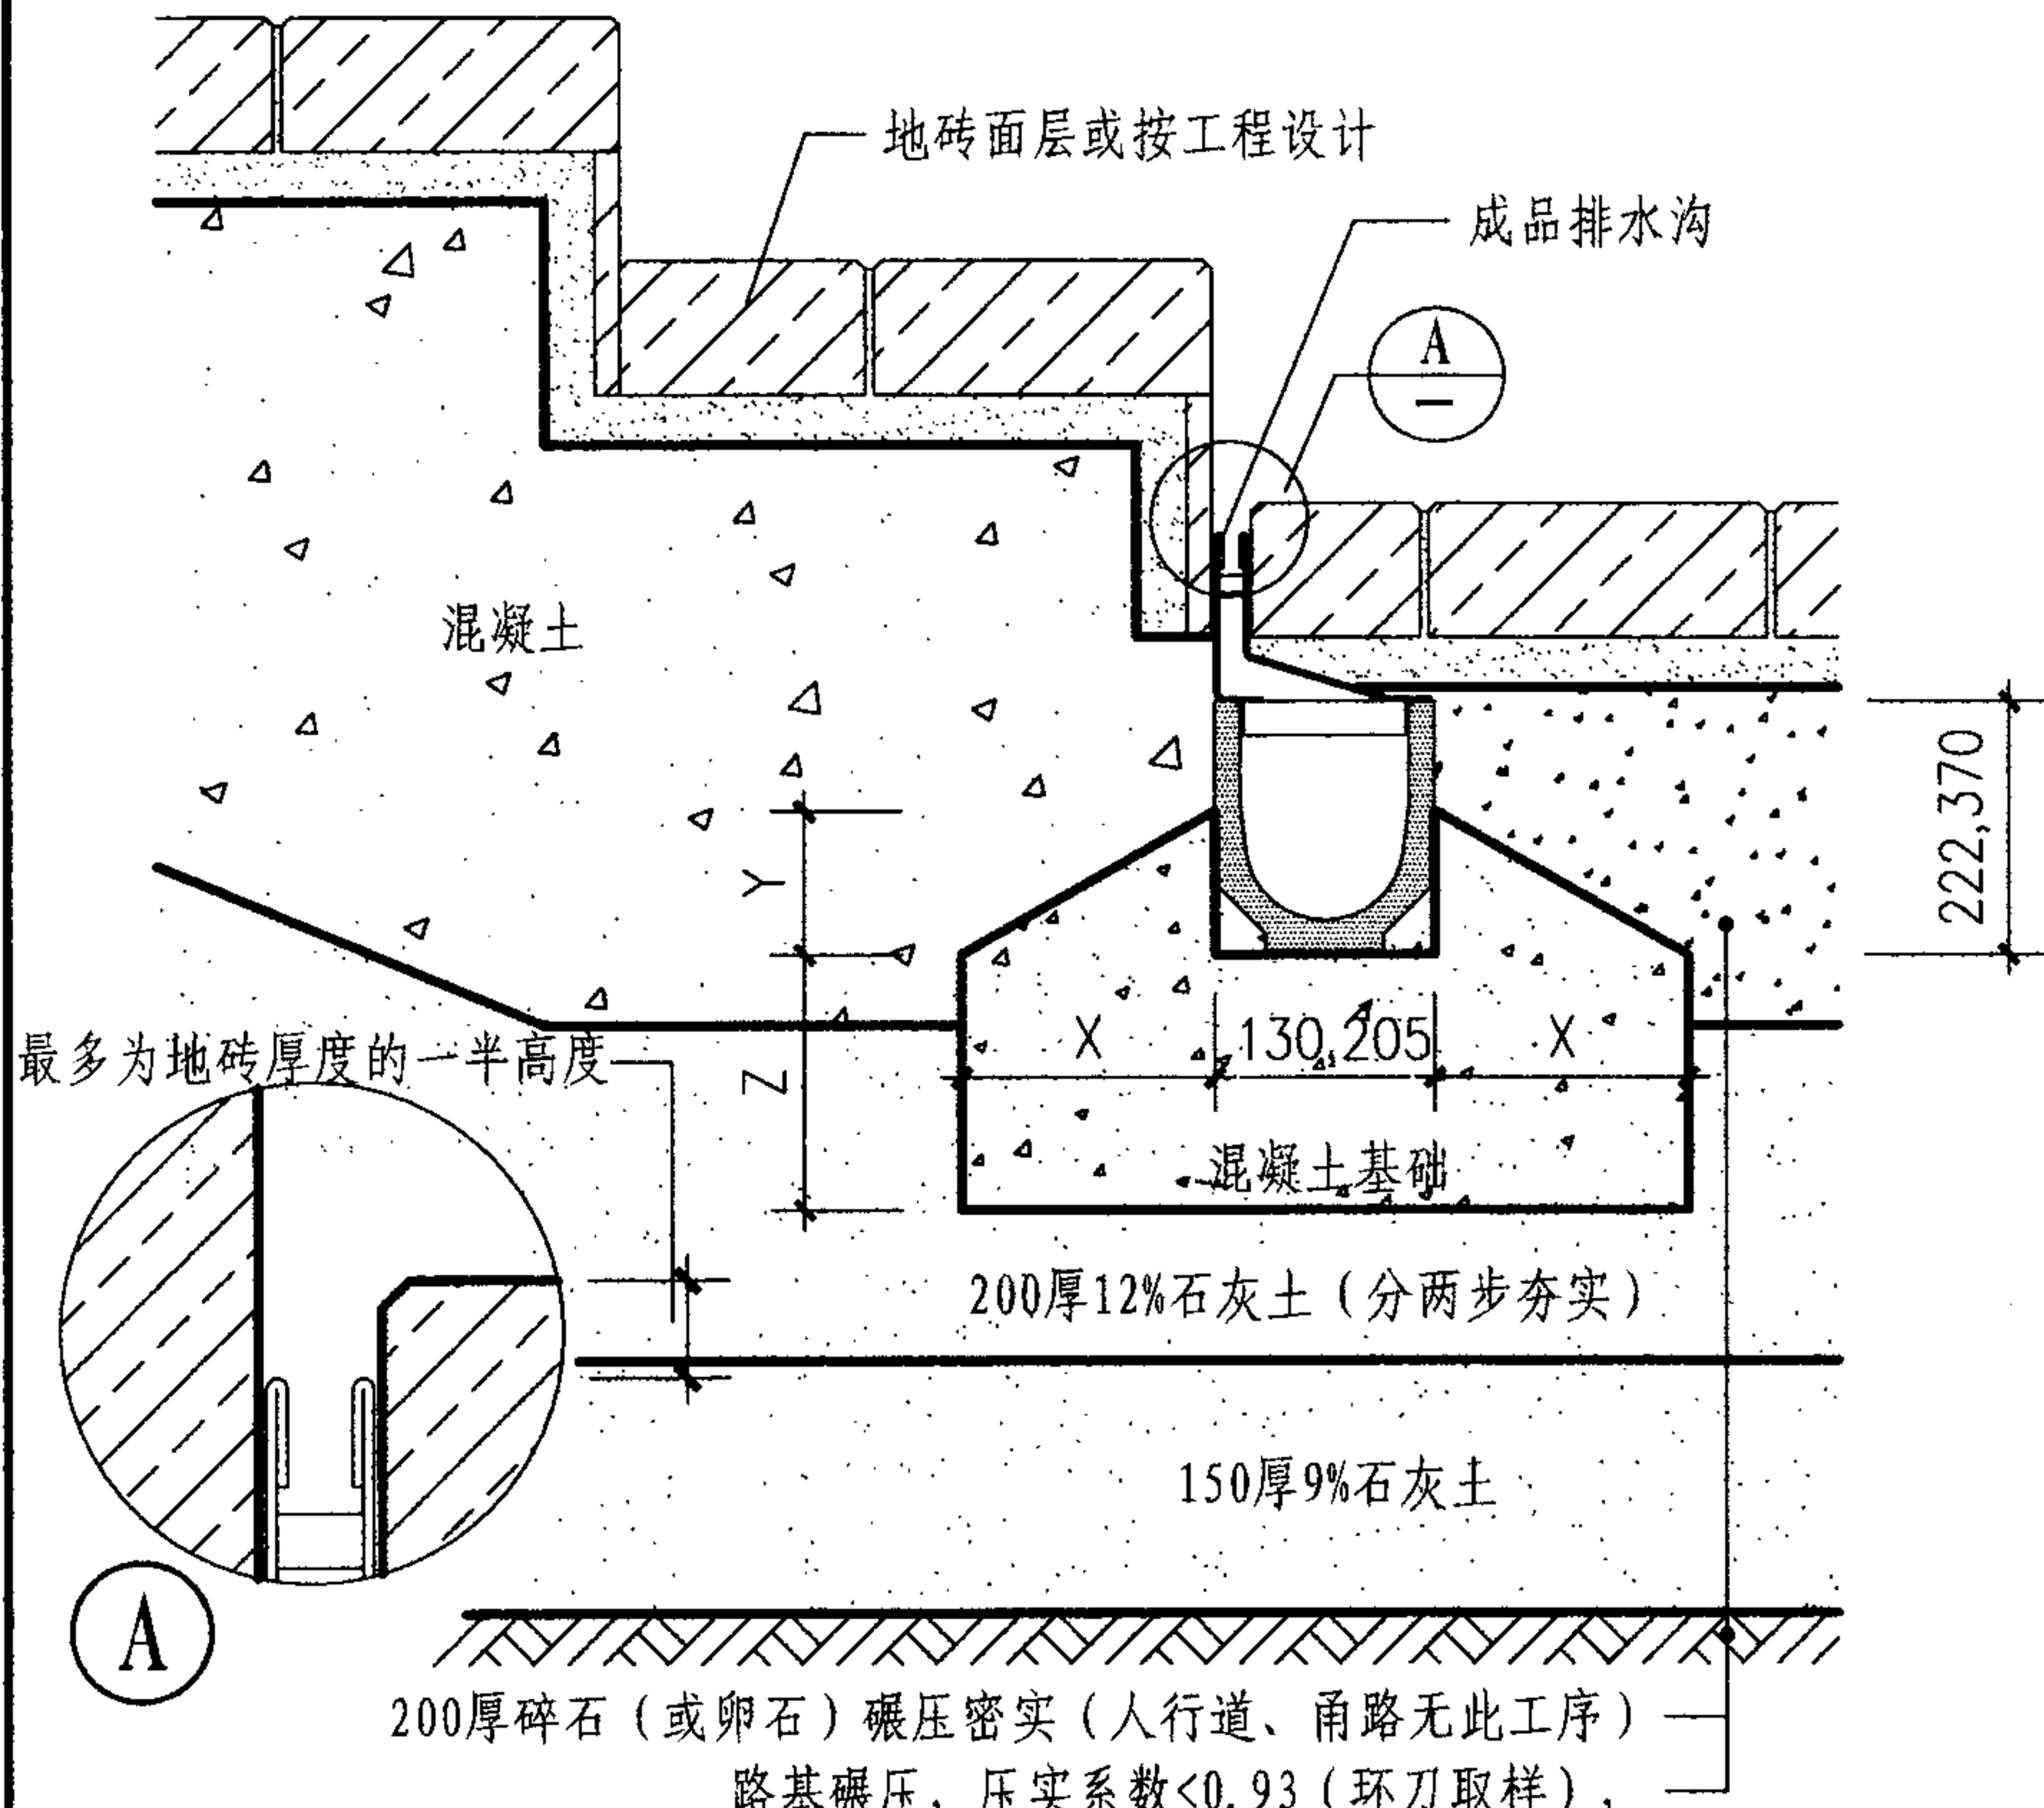 地砖面层或按工程设计
成品排水沟
A
混凝土
222,370
Y
最多为地砖厚度的一半高度
X
130,205
X
Z
混凝土基础
200厚12%石灰土（分两步夯实）
150厚9%石灰土
A
200厚碎石（或卵石）碾压密实（人行道、甬路无此工序）
路基碾压，压实系数<0.93（环刀取样），